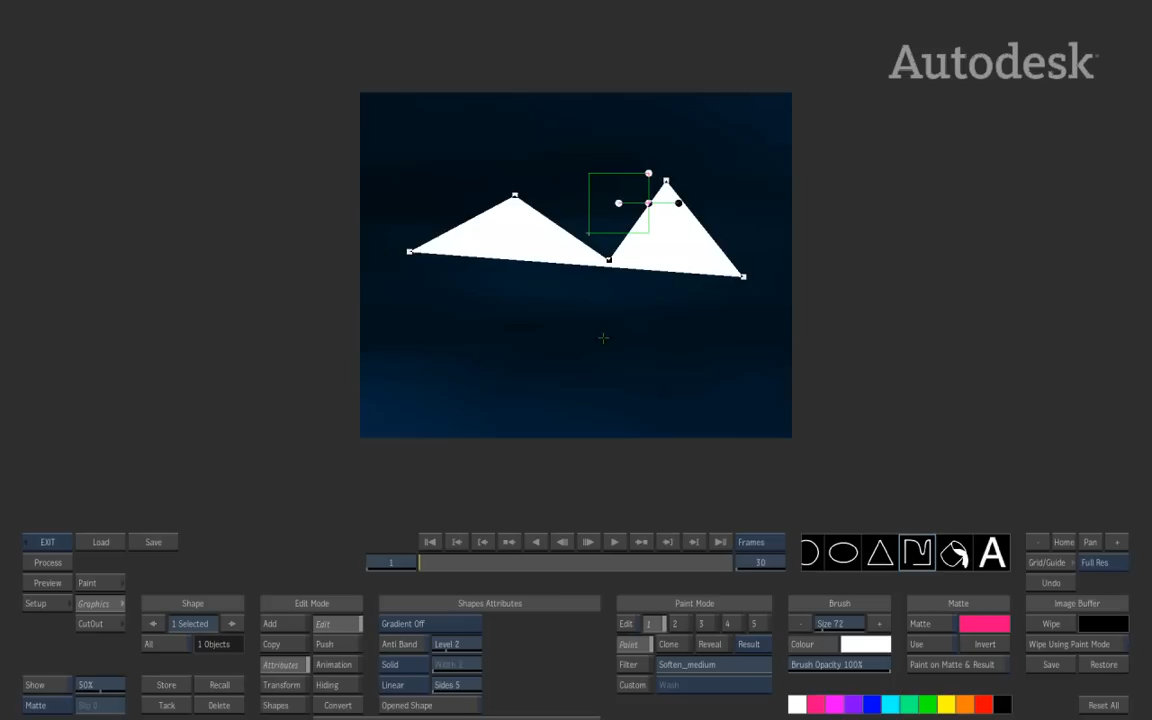 Autodesk
EXIT Load Save Frames
1 30 Grid/Guide Full Res
- Home Pan +
Process
Preview Paint Undo
Setup Graphics Shape Edit Mode Shapes Attributes Paint Mode Brush Matte Image Buffer
CutOut 1 Selected Add Edit Gradient Off Edit 1 2 3 4 5 - Size 72 + Matte Wipe
All 1 Objects Copy Push Anti Band Level 2 Paint Clone Reveal Result Colour Use Invert Wipe Using Paint Mode
Attributes Animation Solid Width 2 Filter Soften_medium Brush Opacity 100% Paint on Matte & Result Save Restore
Show 50% Store Recall Transform Hiding Linear Sides 5 Custom Wash
Matte Slip 0 Tack Delete Shapes Convert Opened Shape Reset All
A